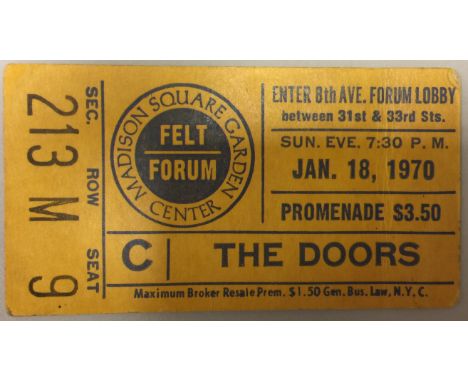 SEC. ROW SEAT
213 M 9
MADISON SQUARE GARDEN CENTER
FELT
FORUM
ENTER 8th AVE. FORUM LOBBY
between 31st & 33rd Sts.
SUN. EVE. 7:30 P. M.
JAN. 18, 1970
PROMENADE $3.50
C THE DOORS
Maximum Broker Resale Prem. $1.50 Gen. Bus. Law, N.Y. C.